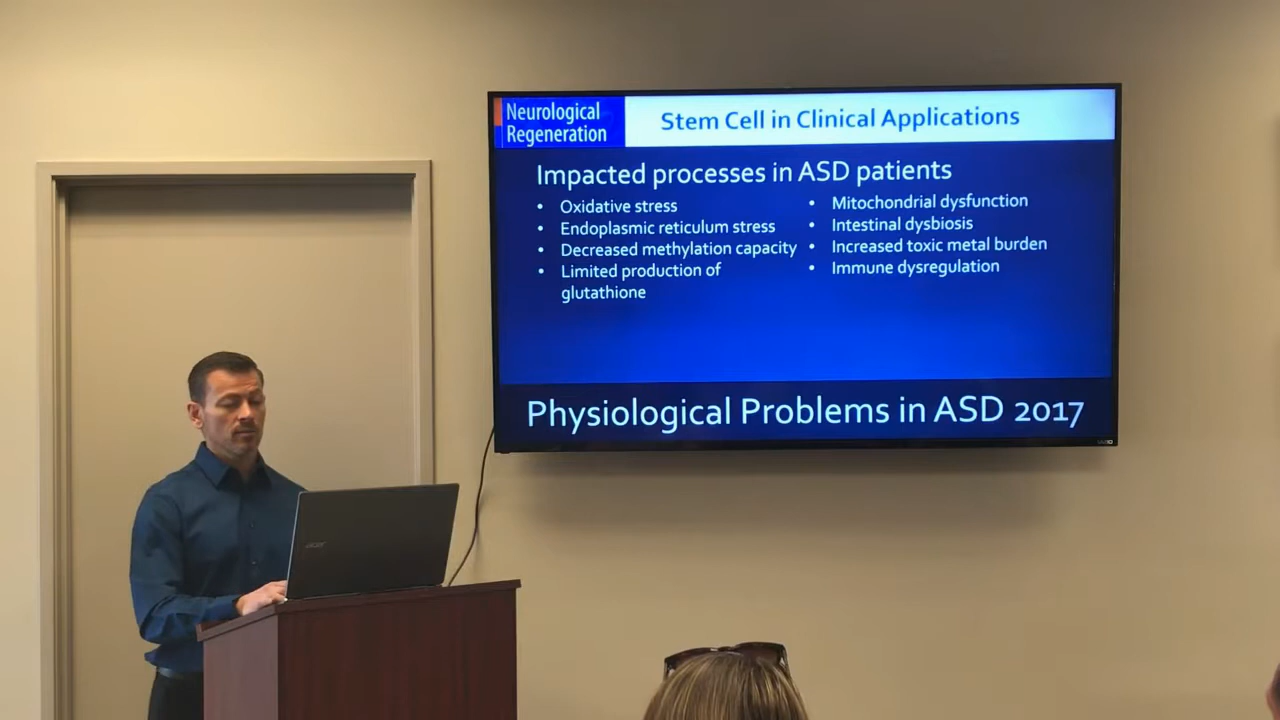 Neurological
Regeneration
Stem Cell in Clinical Applications
Impacted processes in ASD patients
• Oxidative stress
• Endoplasmic reticulum stress
• Decreased methylation capacity
• Limited production of
glutathione
• Mitochondrial dysfunction
• Intestinal dysbiosis
• Increased toxic metal burden
• Immune dysregulation
Physiological Problems in ASD 2017
VIZIO
acer